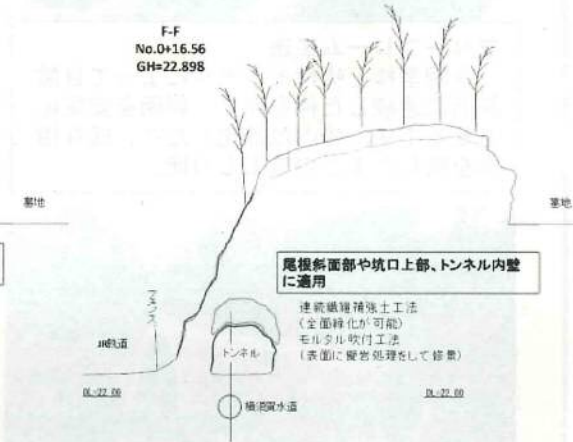 F-F
No.0+16.56
GH=22.898
墓地
墓地
尾根斜面部や坑口上部、トンネル内壁
に適用
連続繊維補強土工法
(全面緑化が可能)
モルタル吹付工法
(表面に擬岩処理をして修景)
フェンス
JR軌道
トンネル
DL=22.00
DL=22.00
横須賀水道